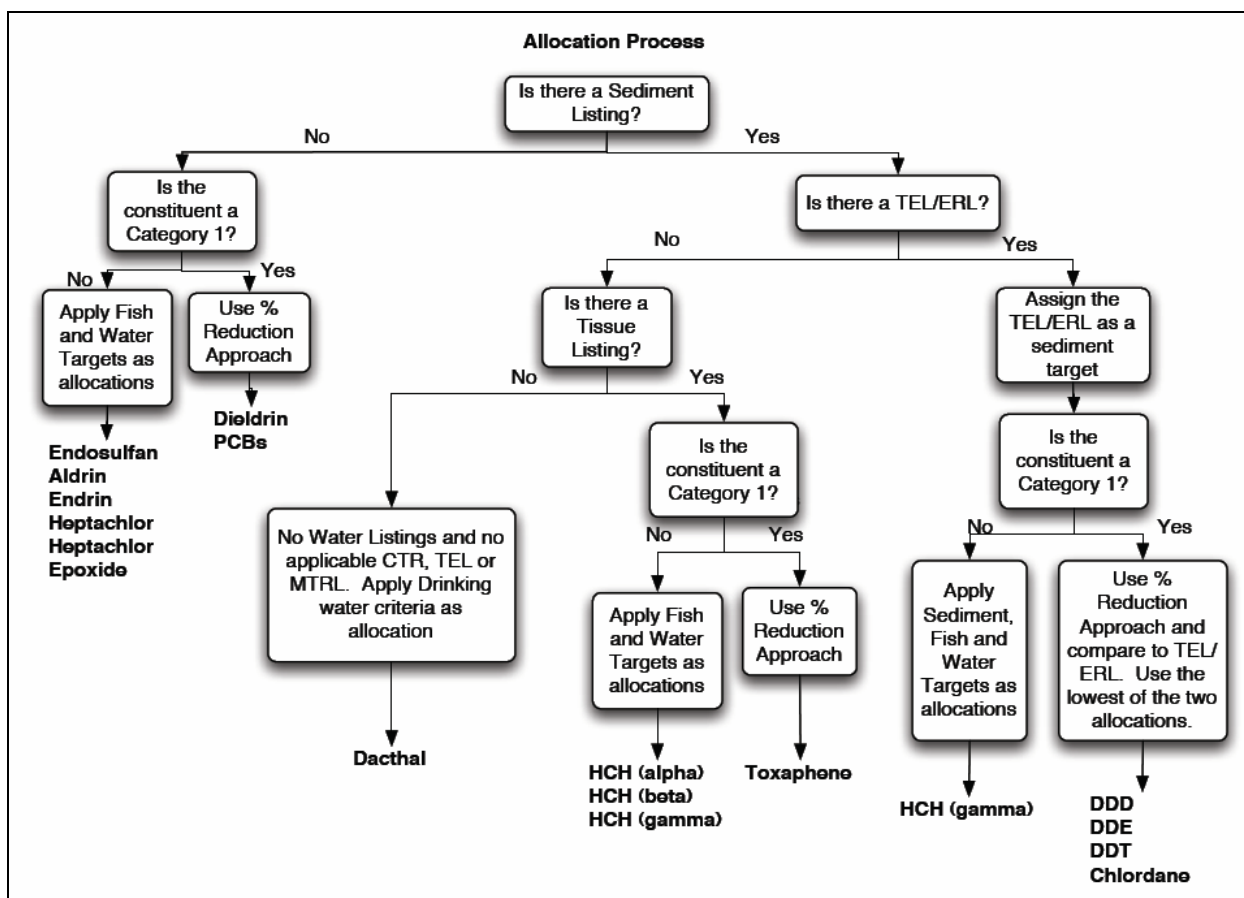 Allocation Process
Is there a Sediment
Listing?
No
Yes
Is the
constituent a
Category 1?
Is there a TEL/ERL?
No
Yes
No
Yes
Apply Fish
and Water
Targets as
allocations
Use %
Reduction
Approach
Is there a
Tissue
Listing?
Assign the
TEL/ERL as a
sediment
target
No
Yes
Dieldrin
PCBs
Endosulfan
Aldrin
Endrin
Heptachlor
Heptachlor
Epoxide
Is the
constituent a
Category 1?
Is the
constituent a
Category 1?
No Water Listings and no
applicable CTR, TEL or
MTRL. Apply Drinking
water criteria as
allocation
No
Yes
No
Yes
Apply Fish
and Water
Targets as
allocations
Use %
Reduction
Approach
Apply
Sediment,
Fish and
Water
Targets as
allocations
Use %
Reduction
Approach and
compare to TEL/
ERL. Use the
lowest of the two
allocations.
Dacthal
HCH (alpha)
HCH (beta)
HCH (gamma)
Toxaphene
HCH (gamma)
DDD
DDE
DDT
Chlordane